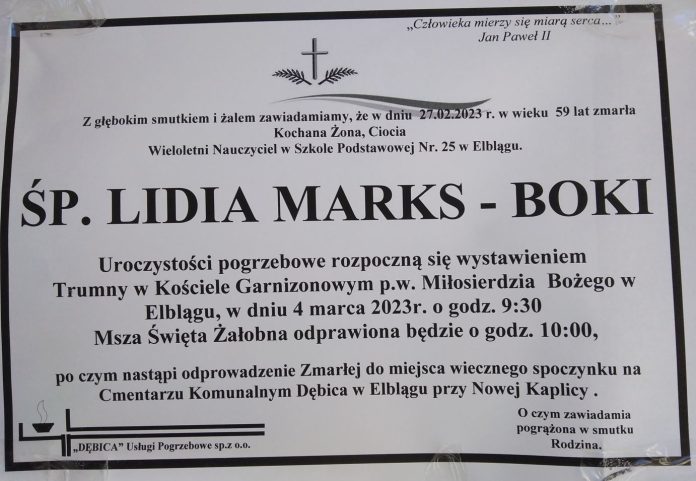 „Człowieka mierzy się miarą serca…"
Jan Paweł II
Z głębokim smutkiem i żalem zawiadamiamy, że w dniu 27.02.2023 r. w wieku 59 lat zmarła
Kochana Żona, Ciocia
Wieloletni Nauczyciel w Szkole Podstawowej Nr. 25 w Elblągu.
ŚP. LIDIA MARKS - BOKI
Uroczystości pogrzebowe rozpoczną się wystawieniem
Trumny w Kościele Garnizonowym p.w. Miłosierdzia Bożego w
Elblągu, w dniu 4 marca 2023r. o godz. 9:30
Msza Święta Żałobna odprawiona będzie o godz. 10:00,
po czym nastąpi odprowadzenie Zmarłej do miejsca wiecznego spoczynku na
Cmentarzu Komunalnym Dębica w Elblągu przy Nowej Kaplicy .
„DĘBICA" Usługi Pogrzebowe sp.z o.o.
O czym zawiadamia
pogrążona w smutku
Rodzina.